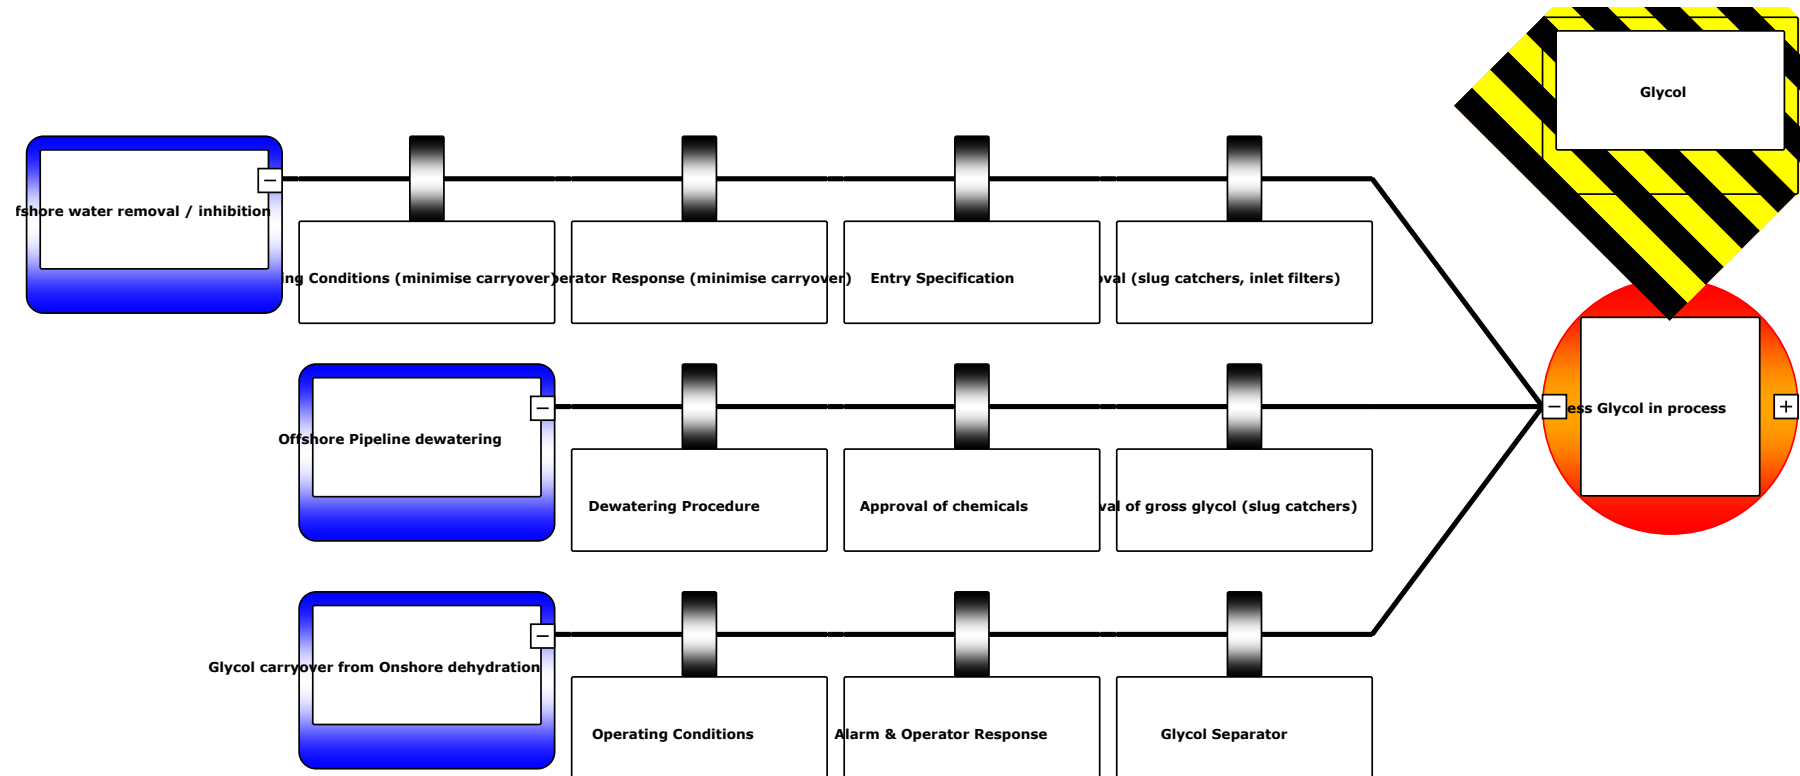 Glycol
fshore water removal / inhibition
ing Conditions (minimise carryover)
erator Response (minimise carryover)
Entry Specification
oval (slug catchers, inlet filters)
ess Glycol in process
Offshore Pipeline dewatering
Dewatering Procedure
Approval of chemicals
val of gross glycol (slug catchers)
Glycol carryover from Onshore dehydration
Operating Conditions
Alarm & Operator Response
Glycol Separator